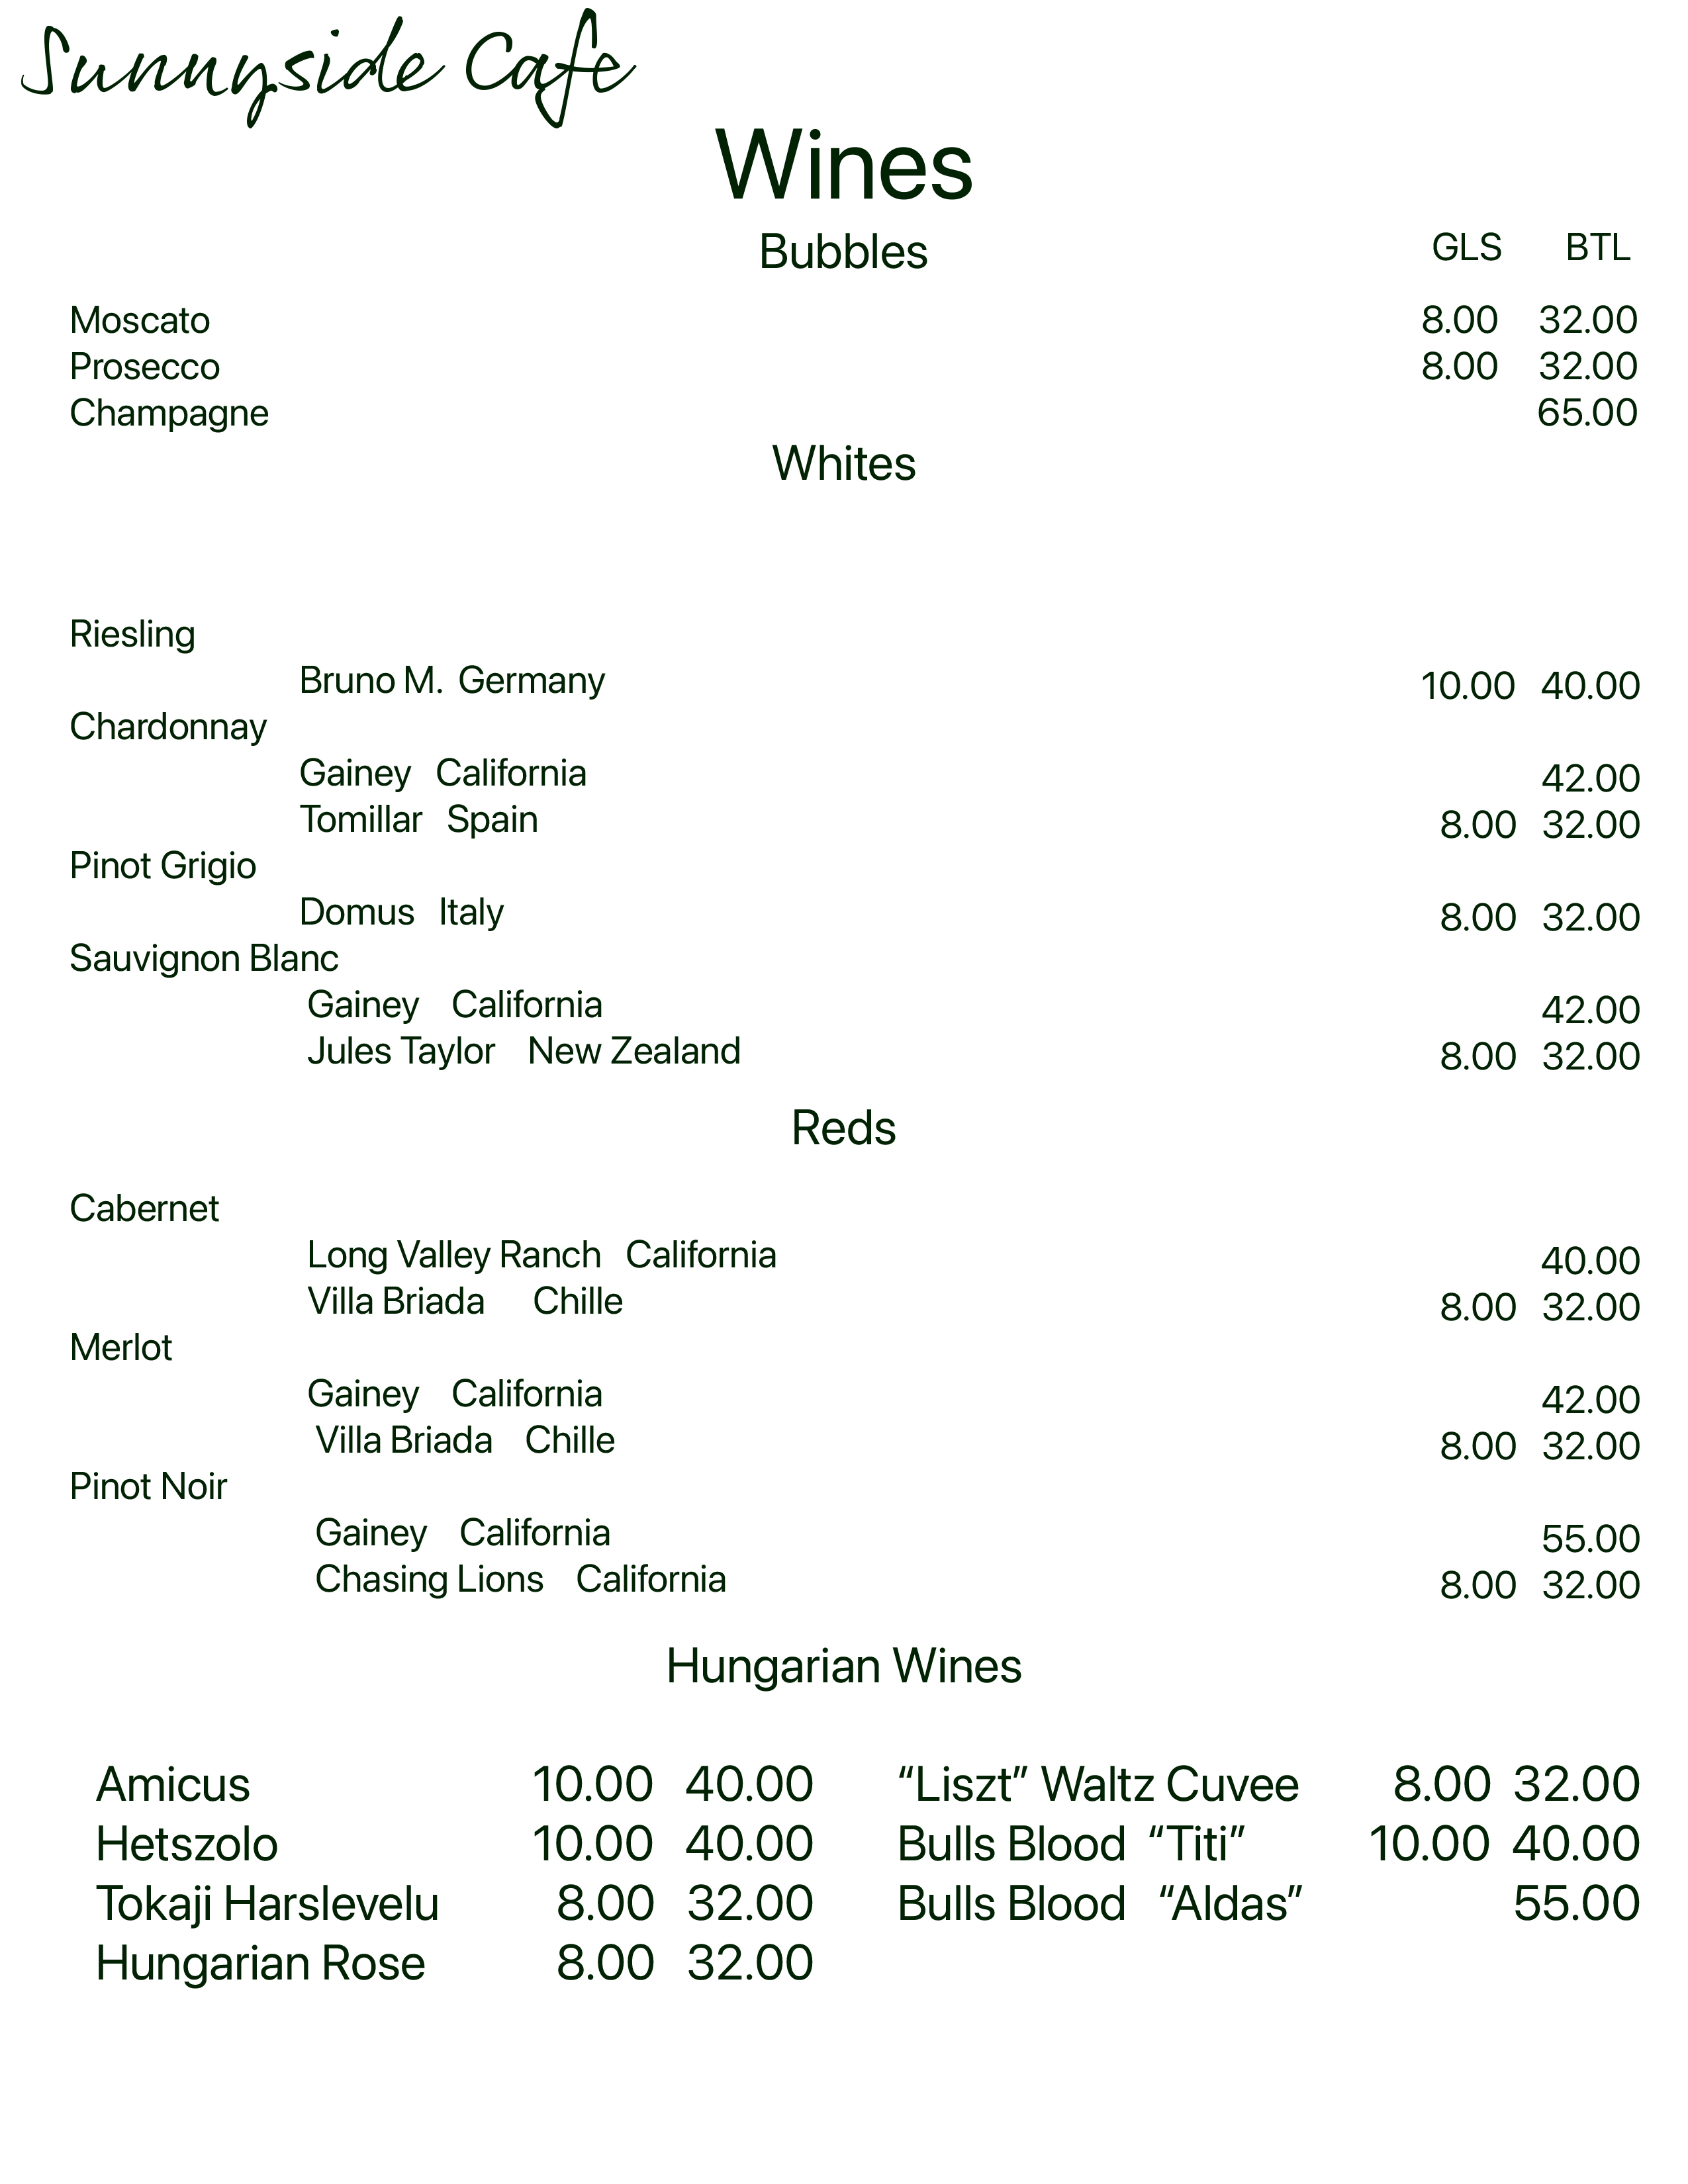 Sunnyside Cafe
Wines
Bubbles GLS BTL
Moscato 8.00 32.00
Prosecco 8.00 32.00
Champagne 65.00
Whites
Riesling
Bruno M. Germany 10.00 40.00
Chardonnay
Gainey California 42.00
Tomillar Spain 8.00 32.00
Pinot Grigio
Domus Italy 8.00 32.00
Sauvignon Blanc
Gainey California 42.00
Jules Taylor New Zealand 8.00 32.00
Reds
Cabernet
Long Valley Ranch California 40.00
Villa Briada Chille 8.00 32.00
Merlot
Gainey California 42.00
Villa Briada Chille 8.00 32.00
Pinot Noir
Gainey California 55.00
Chasing Lions California 8.00 32.00
Hungarian Wines
Amicus 10.00 40.00 “Liszt” Waltz Cuvee 8.00 32.00
Hetszolo 10.00 40.00 Bulls Blood “Titi” 10.00 40.00
Tokaji Harslevelu 8.00 32.00 Bulls Blood “Aldas” 55.00
Hungarian Rose 8.00 32.00